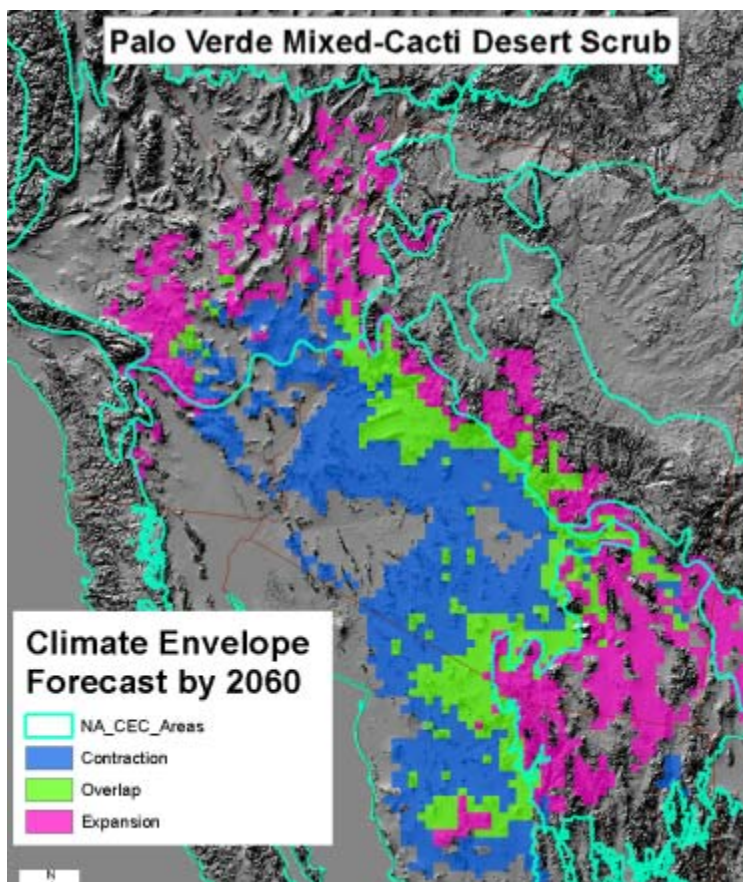 Palo Verde Mixed-Cacti Desert Scrub
Climate Envelope
Forecast by 2060
NA_CEC_Areas
Contraction
Overlap
Expansion
N